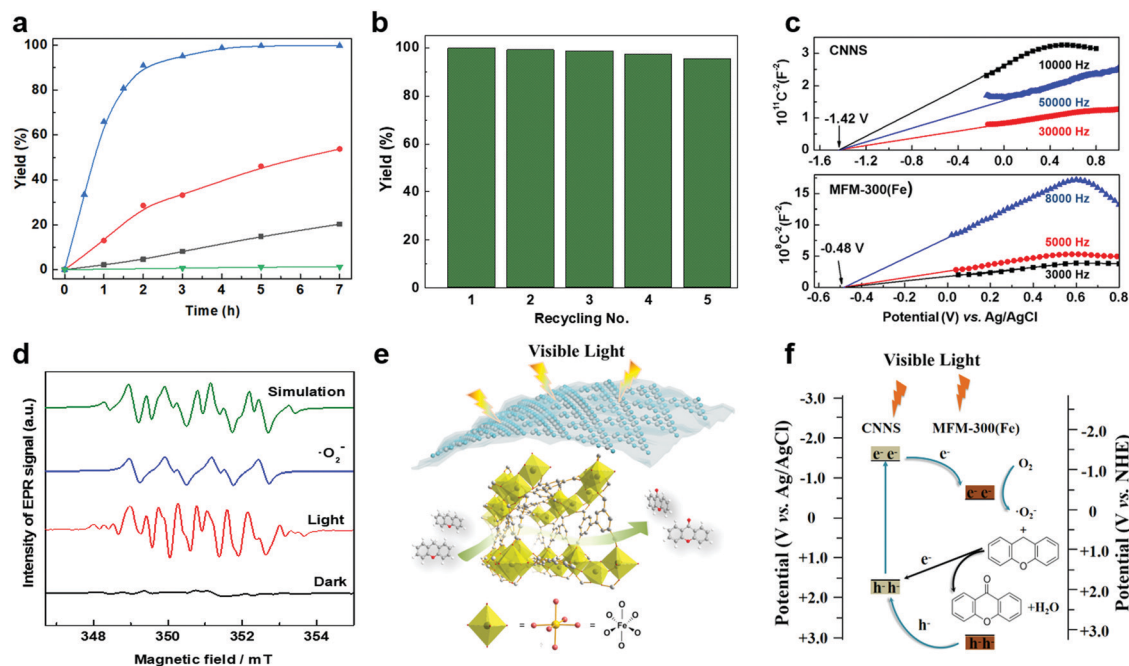 a
100
80
60
40
20
0
Yield (%)
0 1 2 3 4 5 6 7
Time (h)
b
100
80
60
40
20
0
Yield (%)
1 2 3 4 5
Recycling No.
c
CNNS
10000 Hz
50000 Hz
30000 Hz
-1.42 V
3
2
1
0
10¹¹C⁻²(F⁻²)
-1.6 -1.2 -0.8 -0.4 0.0 0.4 0.8
MFM-300(Fe)
8000 Hz
5000 Hz
3000 Hz
-0.48 V
15
10
5
0
10⁸C⁻²(F⁻²)
-0.6 -0.4 -0.2 0.0 0.2 0.4 0.6 0.8
Potential (V) vs. Ag/AgCl
d
Simulation
·O₂⁻
Light
Dark
Intensity of EPR signal (a.u.)
348 350 352 354
Magnetic field / mT
e
Visible Light
= =
O
O O
Fe
O O
O
f
Visible Light
CNNS MFM-300(Fe)
-3.0
-2.0
-1.0
0
+1.0
+2.0
+3.0
Potential (V vs. Ag/AgCl)
-2.0
-1.0
0
+1.0
+2.0
+3.0
Potential (V vs. NHE)
e⁻ e⁻
e⁻
e⁻ e⁻
O₂
·O₂⁻
+
O
e⁻
h⁻ h⁻
O
O
+H₂O
h⁻
h⁻h⁻